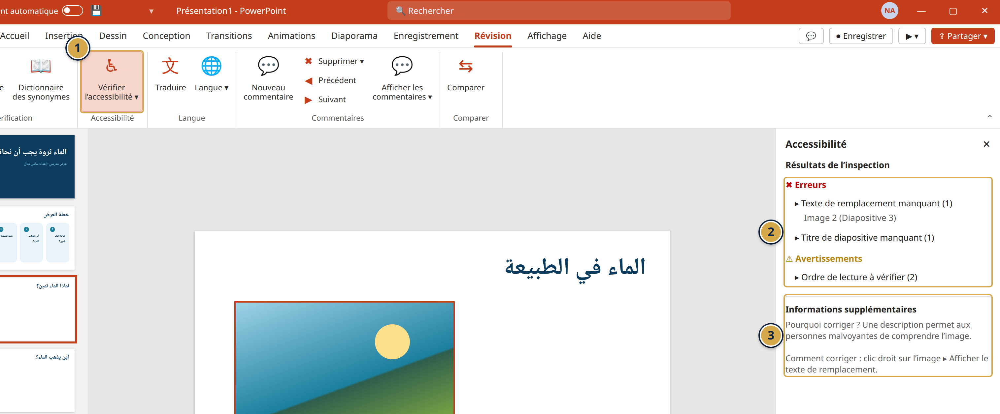 nt automatique
Présentation1 - PowerPoint
Rechercher
NA
Accueil Insertion Dessin Conception Transitions Animations Diaporama Enregistrement Révision Affichage Aide
Enregistrer
Partager
1
e
Dictionnaire
des synonymes
Vérifier
l’accessibilité
Traduire
Langue
Nouveau
commentaire
Supprimer
Précédent
Suivant
Afficher les
commentaires
Comparer
rification
Accessibilité
Langue
Commentaires
Comparer
الماء ثروة يجب أن نحاف
عرض مدرسي · إعداد: سامي مثال
خطة العرض
1
لماذا الماء
ثمين؟
2
أين يذهب
الماء؟
3
كيف نقتصد؟
لماذا الماء ثمين؟
أين يذهب الماء؟
الماء في الطبيعة
Accessibilité
Résultats de l’inspection
Erreurs
Texte de remplacement manquant (1)
Image 2 (Diapositive 3)
2
Titre de diapositive manquant (1)
Avertissements
Ordre de lecture à vérifier (2)
Informations supplémentaires
3
Pourquoi corriger ? Une description permet aux
personnes malvoyantes de comprendre l’image.
Comment corriger : clic droit sur l’image ▸ Afficher le
texte de remplacement.